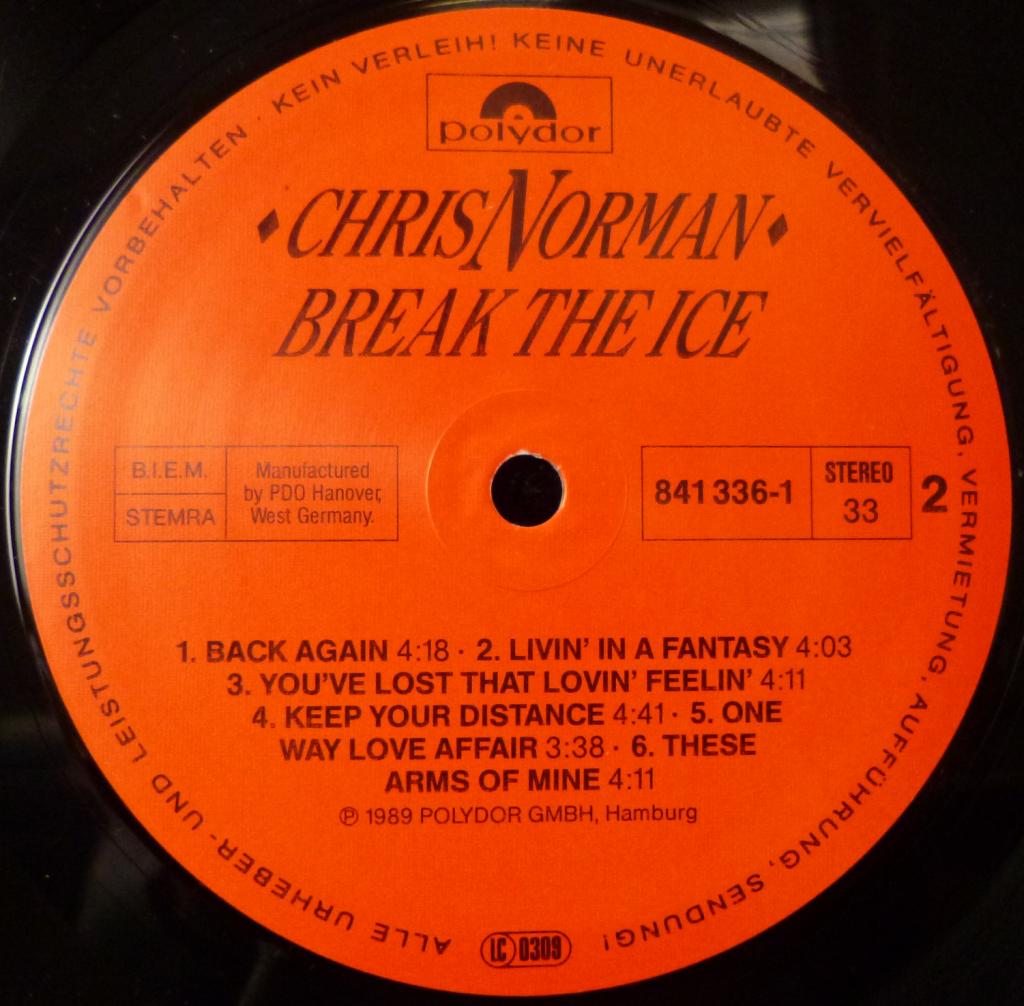 ALLE URHEBER- UND LEISTUNGSSCHUTZRECHTE VORBEHALTEN · KEIN VERLEIH! KEINE UNERLAUBTE VERVIELFÄLTIGUNG, VERMIETUNG, AUFFÜHRUNG, SENDUNG!
polydor
♦CHRIS NORMAN♦
BREAK THE ICE
B.I.E.M.
STEMRA
Manufactured
by PDO Hanover,
West Germany.
841 336-1
STEREO
33
2
1. BACK AGAIN 4:18 · 2. LIVIN' IN A FANTASY 4:03
3. YOU'VE LOST THAT LOVIN' FEELIN' 4:11
4. KEEP YOUR DISTANCE 4:41 · 5. ONE
WAY LOVE AFFAIR 3:38 · 6. THESE
ARMS OF MINE 4:11
℗ 1989 POLYDOR GMBH, Hamburg
LC 0309